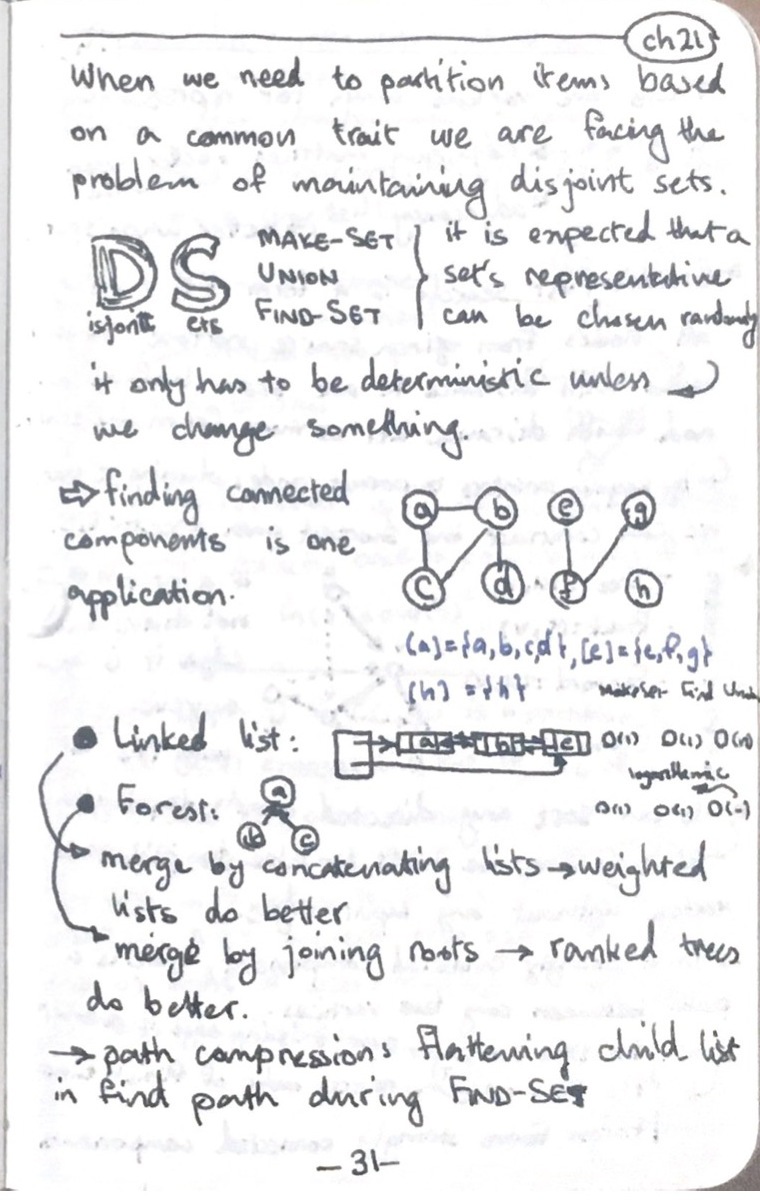 ch21
When we need to partition items based
on a common trait we are facing the
problem of maintaining disjoint sets.
DS
isjoint ets
MAKE-SET
UNION
FIND-SET
it is expected that a
set's representative
can be chosen randomly
it only has to be deterministic unless
we change something
⇒ finding connected
components is one
application.
a b e g
c d f h
[a]={a,b,c,d}, [e]={e,f,g}
[h]={h}
Makeset Find Union
• Linked list: a b c O(1) O(1) O(n)
logarithmic
• Forest: a b c O(1) O(1) O(~)
merge by concatenating lists → weighted
lists do better
merge by joining roots → ranked trees
do better.
→ path compression: flattening child list
in find path during FIND-SET
- 31 -